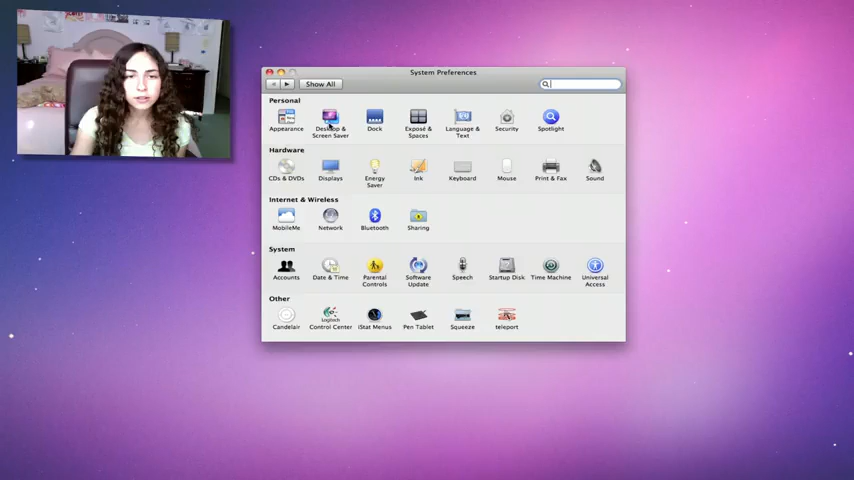 System Preferences
Show All
Personal
Appearance
Desktop &
Screen Saver
Dock
Exposé &
Spaces
Language &
Text
Security
Spotlight
Hardware
CDs & DVDs
Displays
Energy
Saver
Ink
Keyboard
Mouse
Print & Fax
Sound
Internet & Wireless
MobileMe
Network
Bluetooth
Sharing
System
Accounts
Date & Time
Parental
Controls
Software
Update
Speech
Startup Disk
Time Machine
Universal
Access
Other
Candelair
Logitech
Control Center
iStat Menus
Pen Tablet
Squeeze
teleport